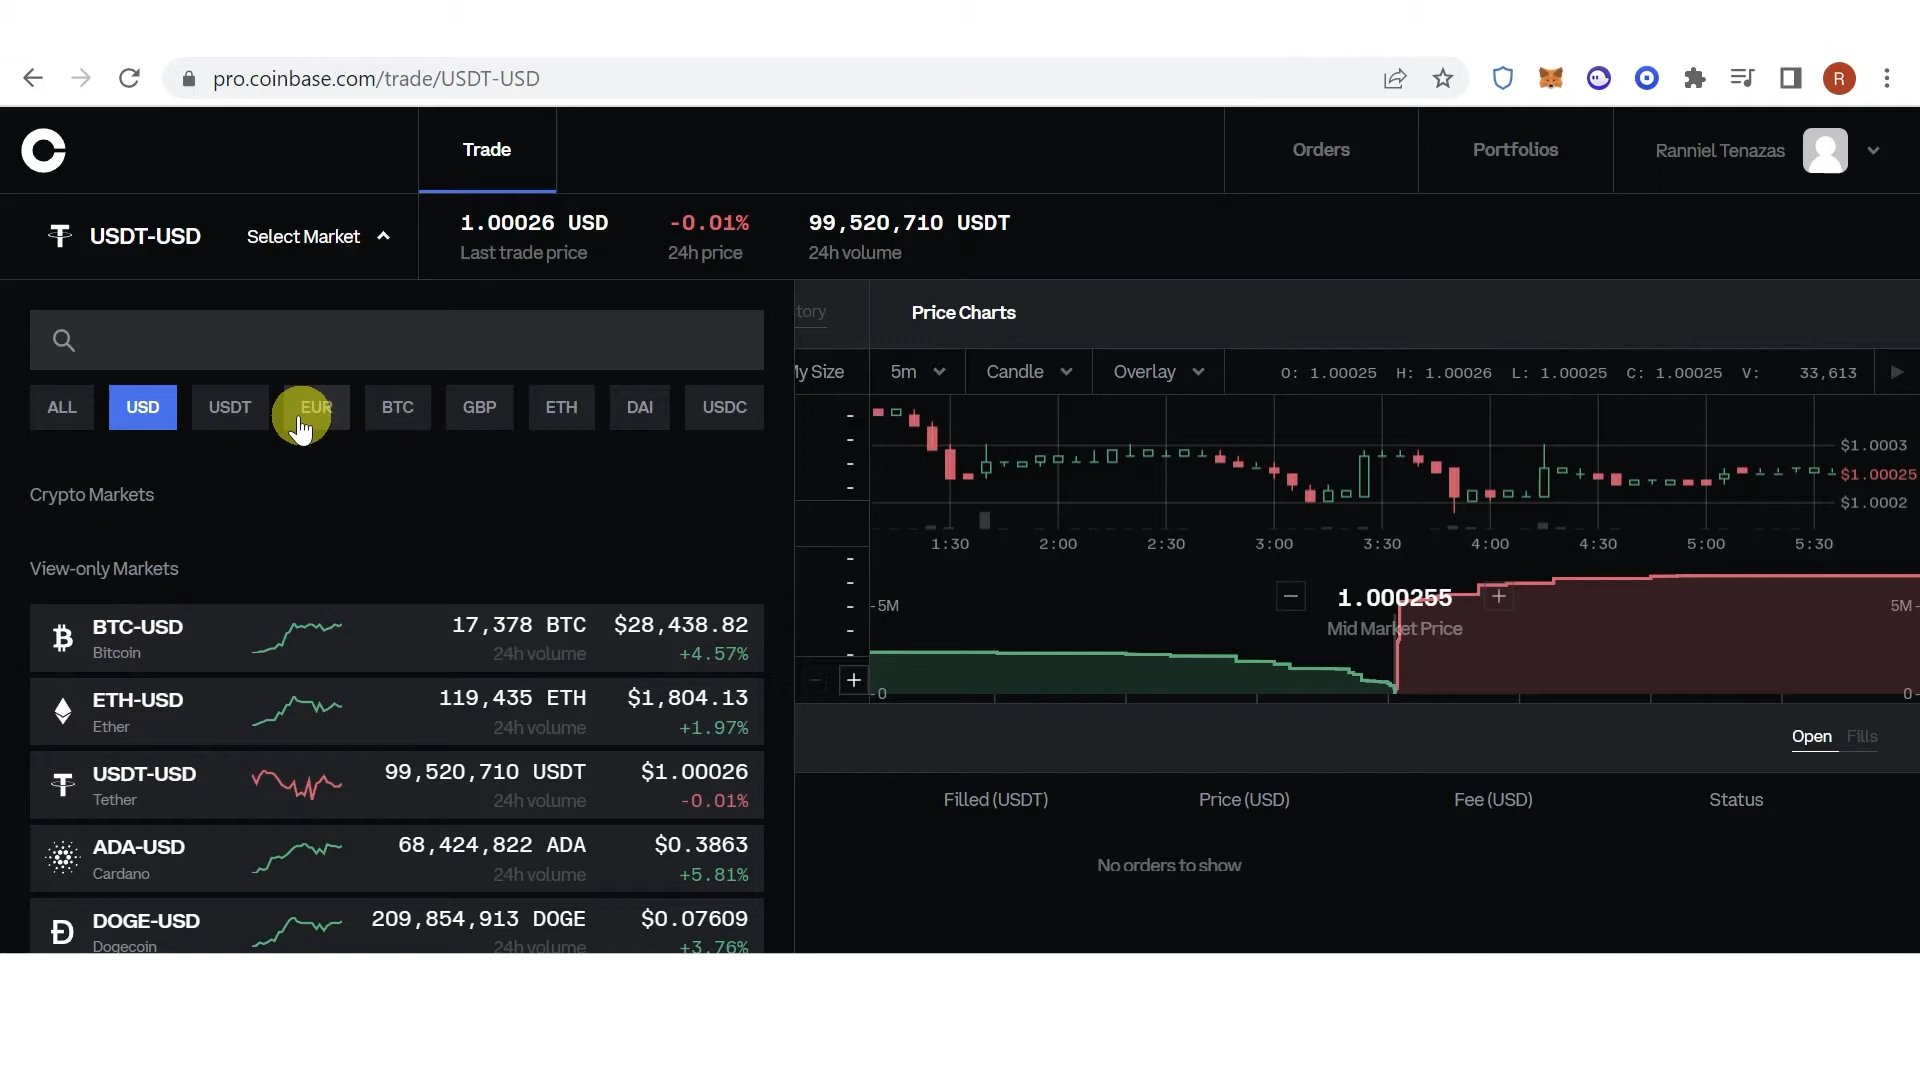 pro.coinbase.com/trade/USDT-USD
R
Trade
Orders
Portfolios
Ranniel Tenazas
USDT-USD
Select Market
1.00026 USD
Last trade price
-0.01%
24h price
99,520,710 USDT
24h volume
ALL
USD
USDT
EUR
BTC
GBP
ETH
DAI
USDC
Crypto Markets
View-only Markets
BTC-USD
Bitcoin
17,378 BTC
24h volume
$28,438.82
+4.57%
ETH-USD
Ether
119,435 ETH
24h volume
$1,804.13
+1.97%
USDT-USD
Tether
99,520,710 USDT
24h volume
$1.00026
-0.01%
ADA-USD
Cardano
68,424,822 ADA
24h volume
$0.3863
+5.81%
DOGE-USD
Dogecoin
209,854,913 DOGE
24h volume
$0.07609
+3.76%
tory
Price Charts
My Size
5m
Candle
Overlay
O: 1.00025 H: 1.00026 L: 1.00025 C: 1.00025 V: 33,613
-
-
-
-
$1.0003
$1.00025
$1.0002
1:30 2:00 2:30 3:00 3:30 4:00 4:30 5:00 5:30
-
-
-
-
-
− 1.000255 +
Mid Market Price
-5M
5M-
− +
-0
0-
Open
Fills
Filled (USDT)
Price (USD)
Fee (USD)
Status
No orders to show